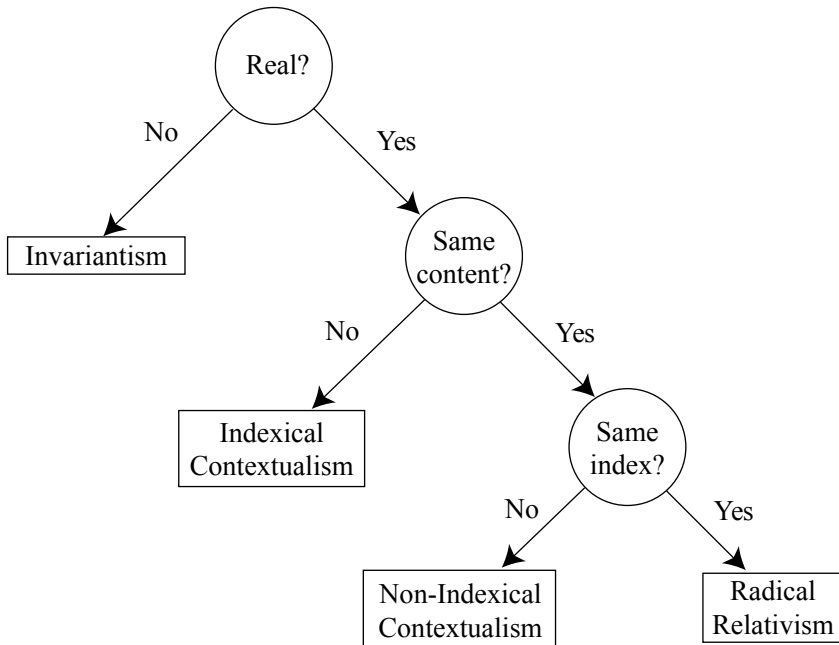 Real?
No
Yes
Invariantism
Same
content?
No
Yes
Indexical
Contextualism
Same
index?
No
Yes
Non-Indexical
Contextualism
Radical
Relativism